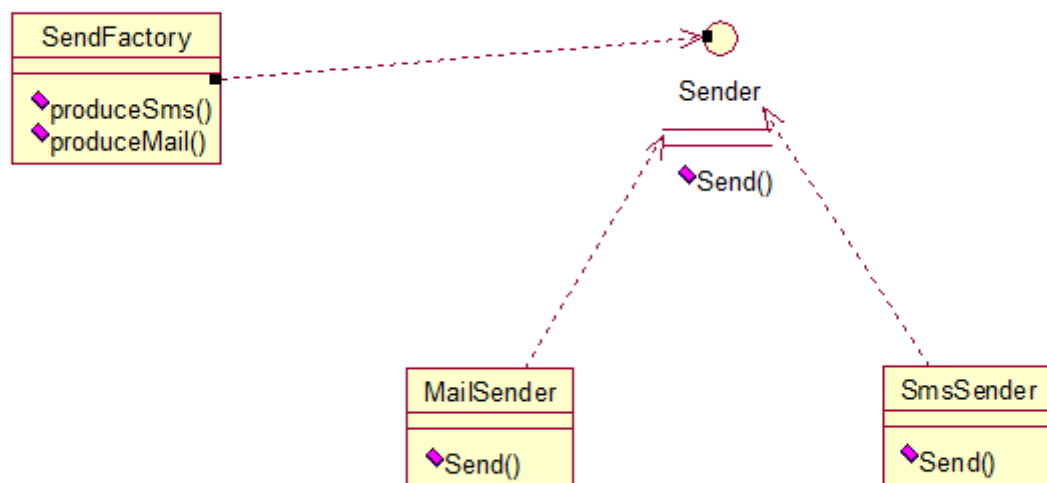 SendFactory
produceSms()
produceMail()
Sender
Send()
MailSender
Send()
SmsSender
Send()